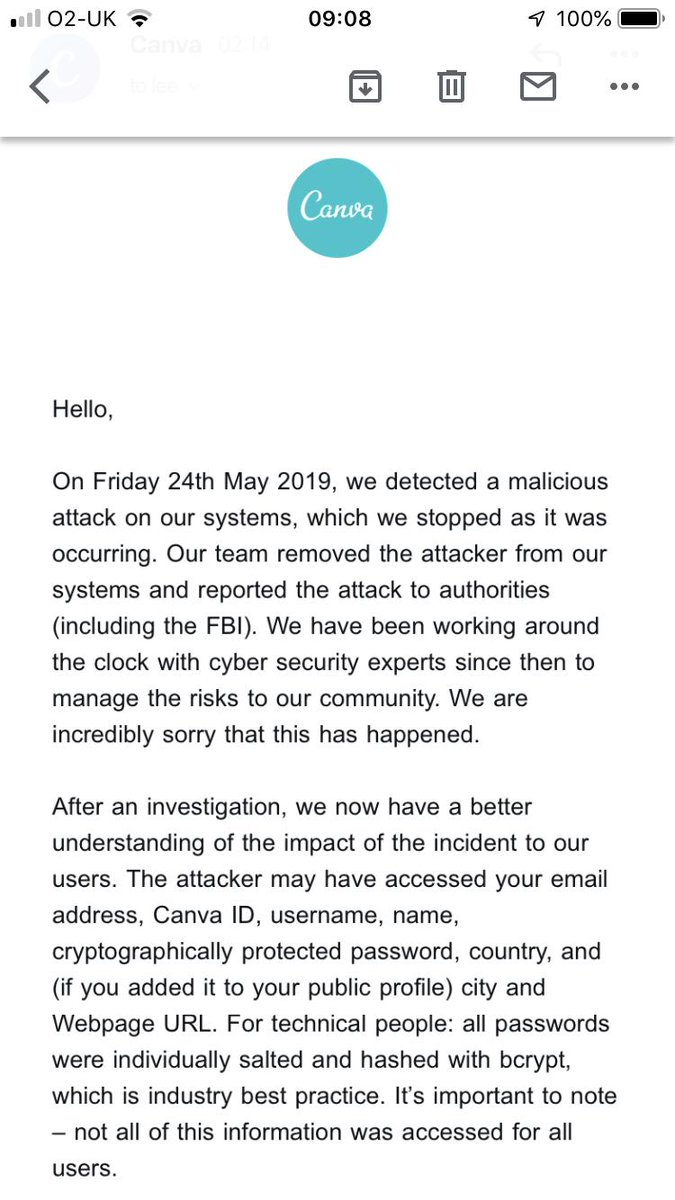 O2-UK 09:08 100%
Canva 02:14
to lee
Canva
Hello,
On Friday 24th May 2019, we detected a malicious
attack on our systems, which we stopped as it was
occurring. Our team removed the attacker from our
systems and reported the attack to authorities
(including the FBI). We have been working around
the clock with cyber security experts since then to
manage the risks to our community. We are
incredibly sorry that this has happened.
After an investigation, we now have a better
understanding of the impact of the incident to our
users. The attacker may have accessed your email
address, Canva ID, username, name,
cryptographically protected password, country, and
(if you added it to your public profile) city and
Webpage URL. For technical people: all passwords
were individually salted and hashed with bcrypt,
which is industry best practice. It’s important to note
– not all of this information was accessed for all
users.